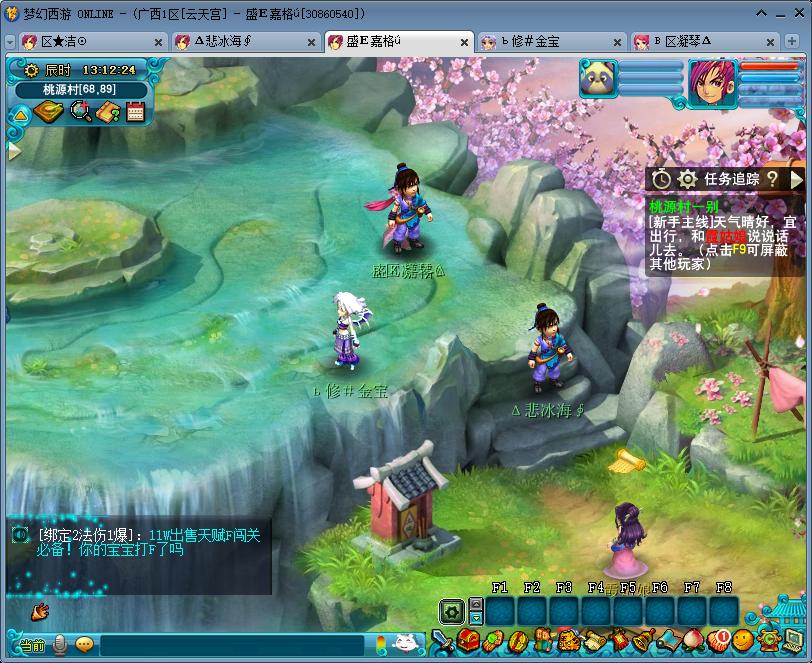 梦幻西游 ONLINE - (广西1区[云天宫] - 盛E嘉格ú[30860540])
区★洁⊙
Δ悲冰海∮
盛E嘉格ú
ь修＃金宝
B 区凝琴Δ
辰时 13:12:24
桃源村[68,89]
任务追踪 ?
桃源村一别
[新手主线]天气晴好，宜
出行，和霞姑娘说说话
儿去。（点击F9可屏蔽
其他玩家）
ь修＃金宝
Δ悲冰海∮
[绑定2法伤1爆]：11W出售天赋F闯关
必备！你的宝宝打F了吗
F1 F2 F3 F4 F5 F6 F7 F8
当前
1